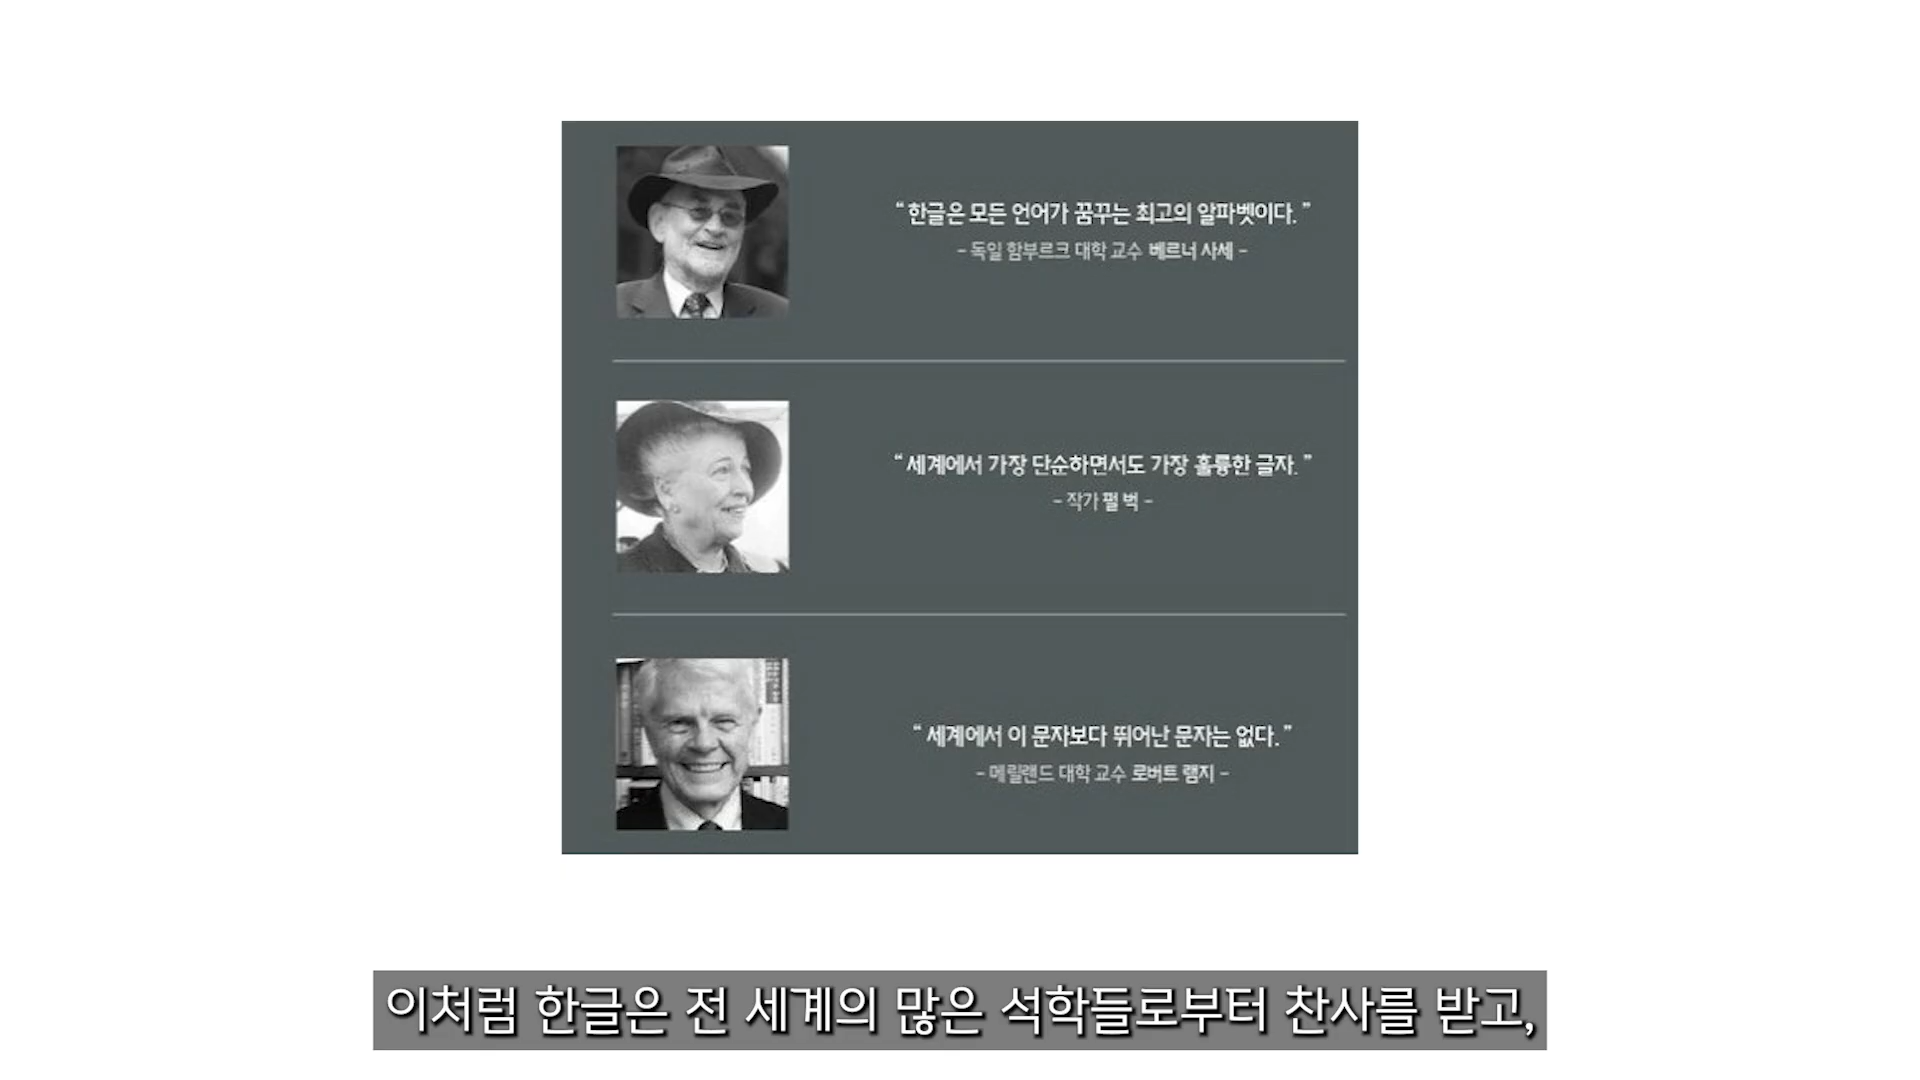 “ 한글은 모든 언어가 꿈꾸는 최고의 알파벳이다. ”
- 독일 함부르크 대학 교수 베르너 사세 -
“ 세계에서 가장 단순하면서도 가장 훌륭한 글자. ”
- 작가 펄 벅 -
“ 세계에서 이 문자보다 뛰어난 문자는 없다. ”
- 메릴랜드 대학 교수 로버트 램지 -
이처럼 한글은 전 세계의 많은 석학들로부터 찬사를 받고,